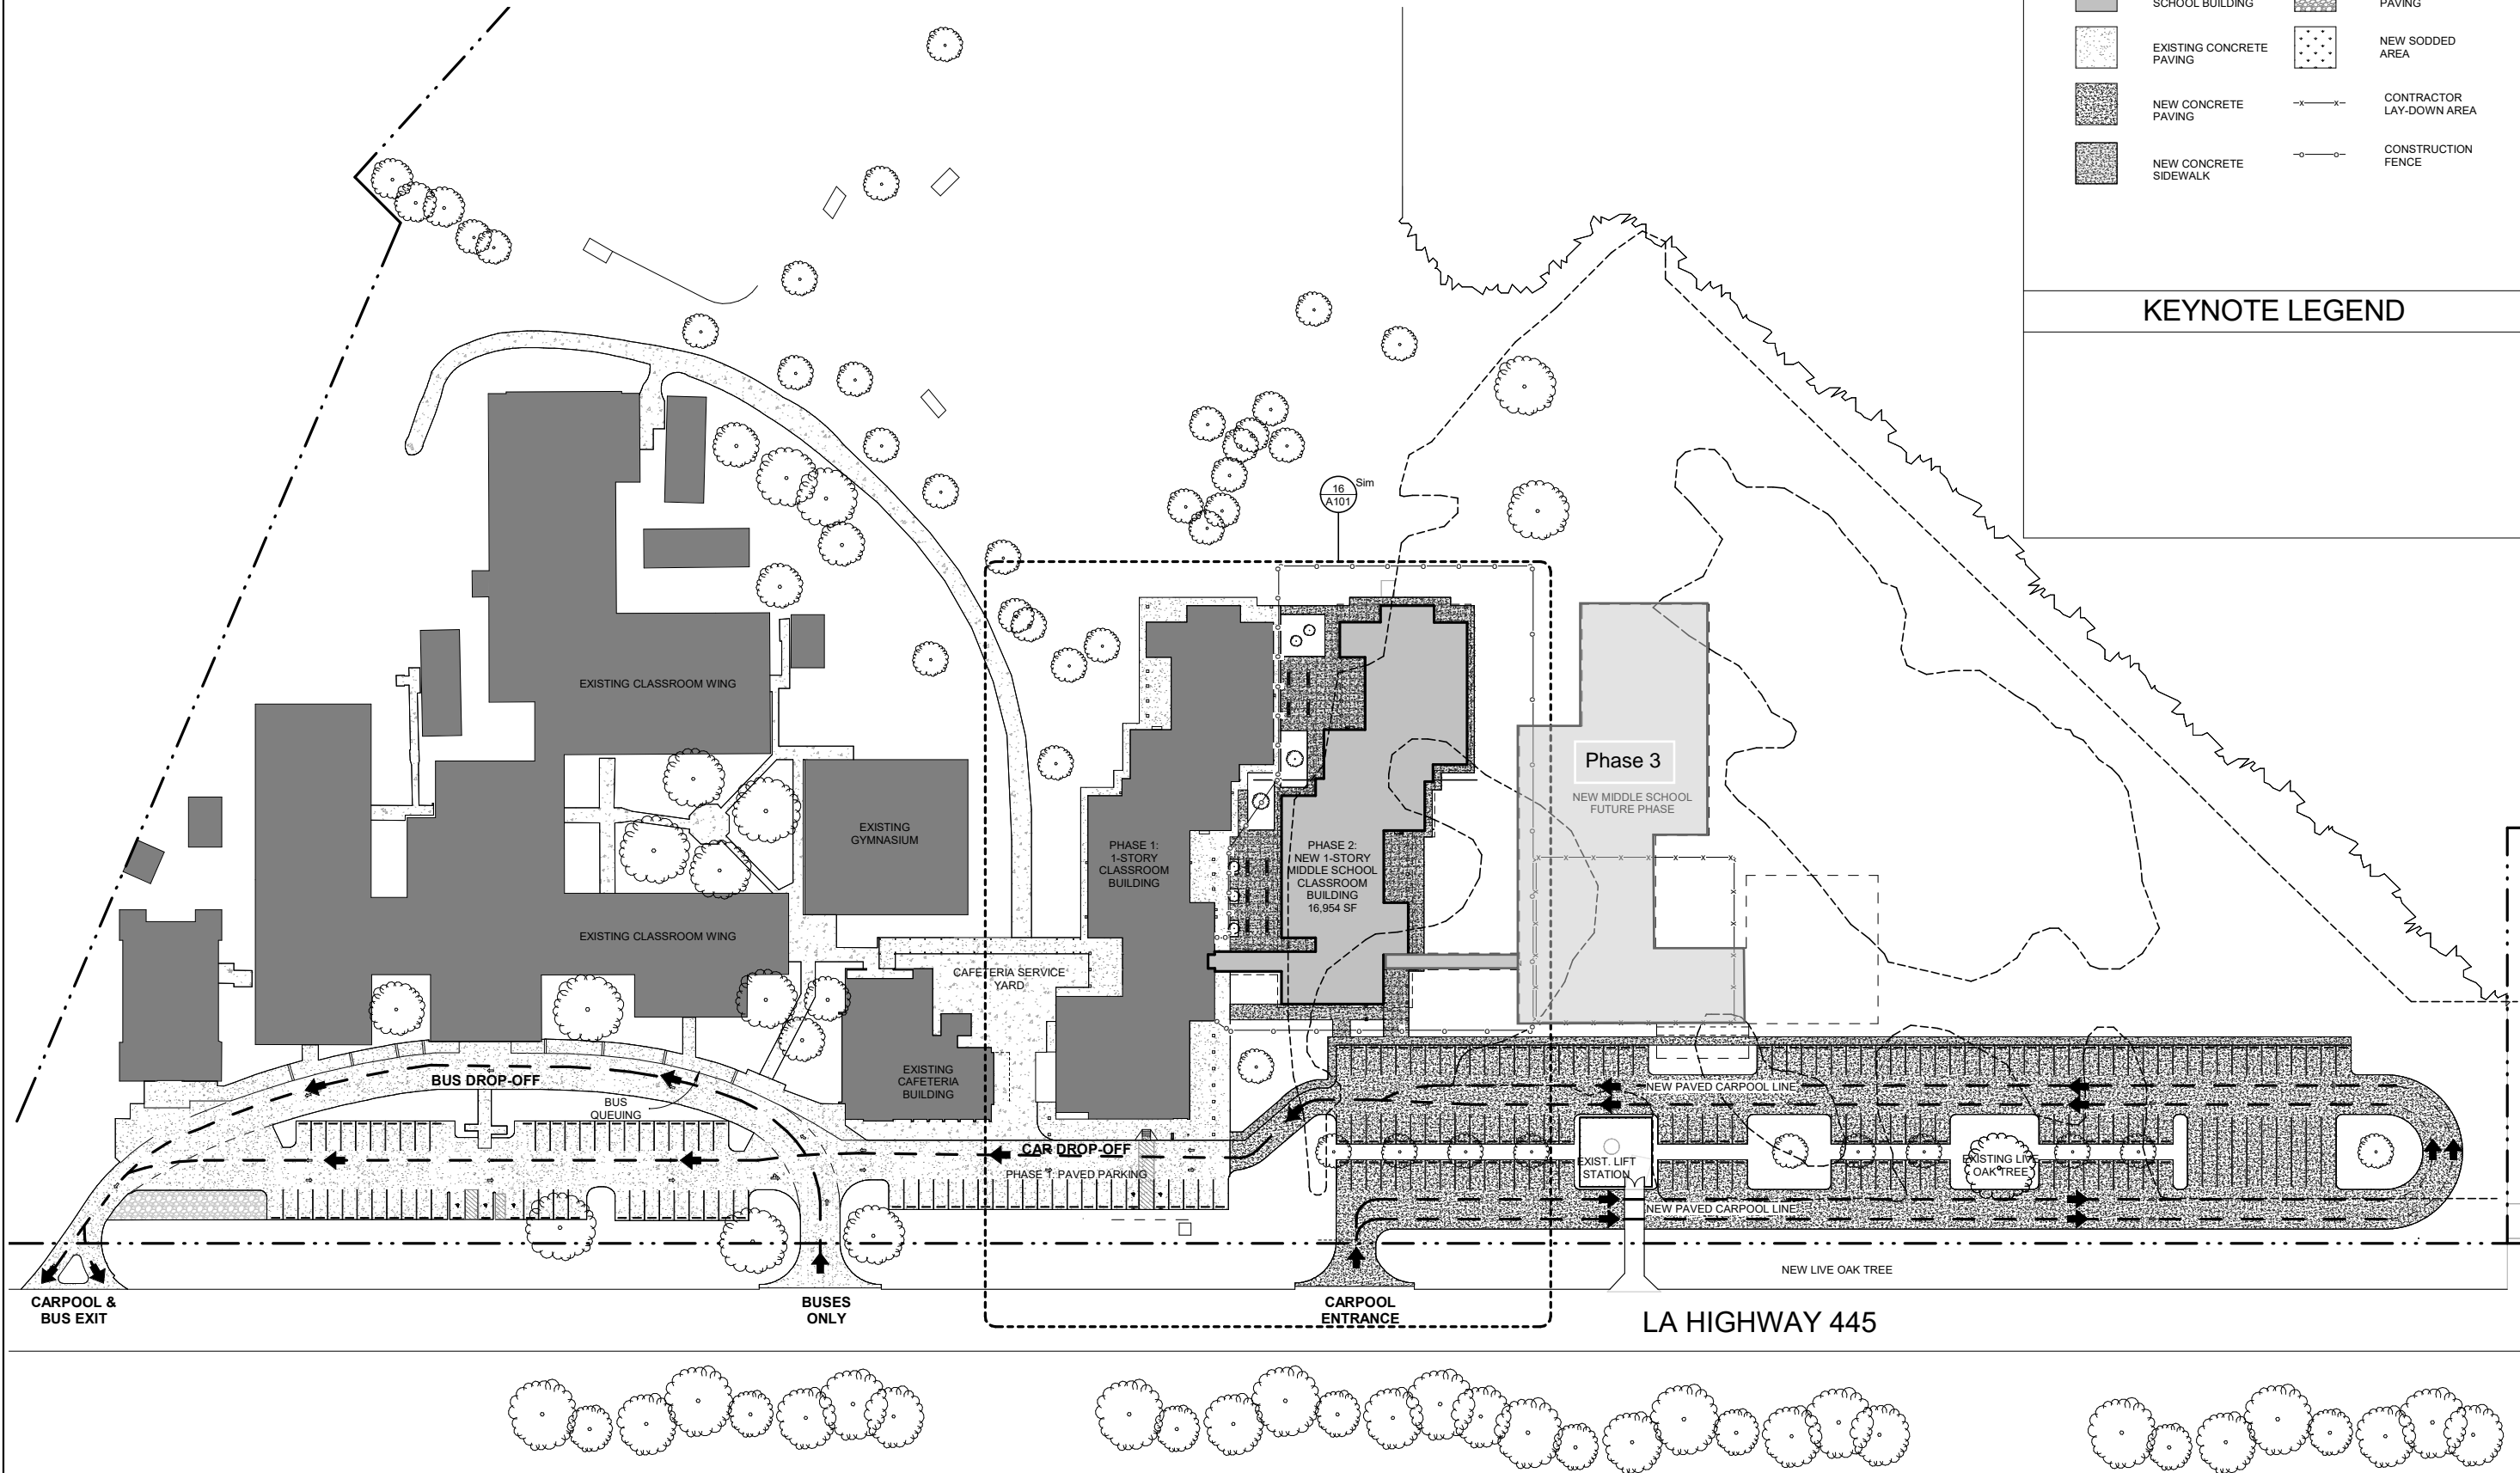 SCHOOL BUILDING
PAVING
EXISTING CONCRETE
PAVING
NEW SODDED
AREA
NEW CONCRETE
PAVING
CONTRACTOR
LAY-DOWN AREA
NEW CONCRETE
SIDEWALK
CONSTRUCTION
FENCE
KEYNOTE LEGEND
16
A101
Sim
EXISTING CLASSROOM WING
Phase 3
NEW MIDDLE SCHOOL
FUTURE PHASE
EXISTING
GYMNASIUM
PHASE 1:
1-STORY
CLASSROOM
BUILDING
PHASE 2:
NEW 1-STORY
MIDDLE SCHOOL
CLASSROOM
BUILDING
16,954 SF
EXISTING CLASSROOM WING
CAFETERIA SERVICE
YARD
EXISTING
CAFETERIA
BUILDING
BUS DROP-OFF
BUS
QUEUING
NEW PAVED CARPOOL LINE
CAR DROP-OFF
PHASE 1: PAVED PARKING
EXIST. LIFT
STATION
EXISTING LIVE
OAK TREE
NEW PAVED CARPOOL LINE
NEW LIVE OAK TREE
CARPOOL &
BUS EXIT
BUSES
ONLY
CARPOOL
ENTRANCE
LA HIGHWAY 445